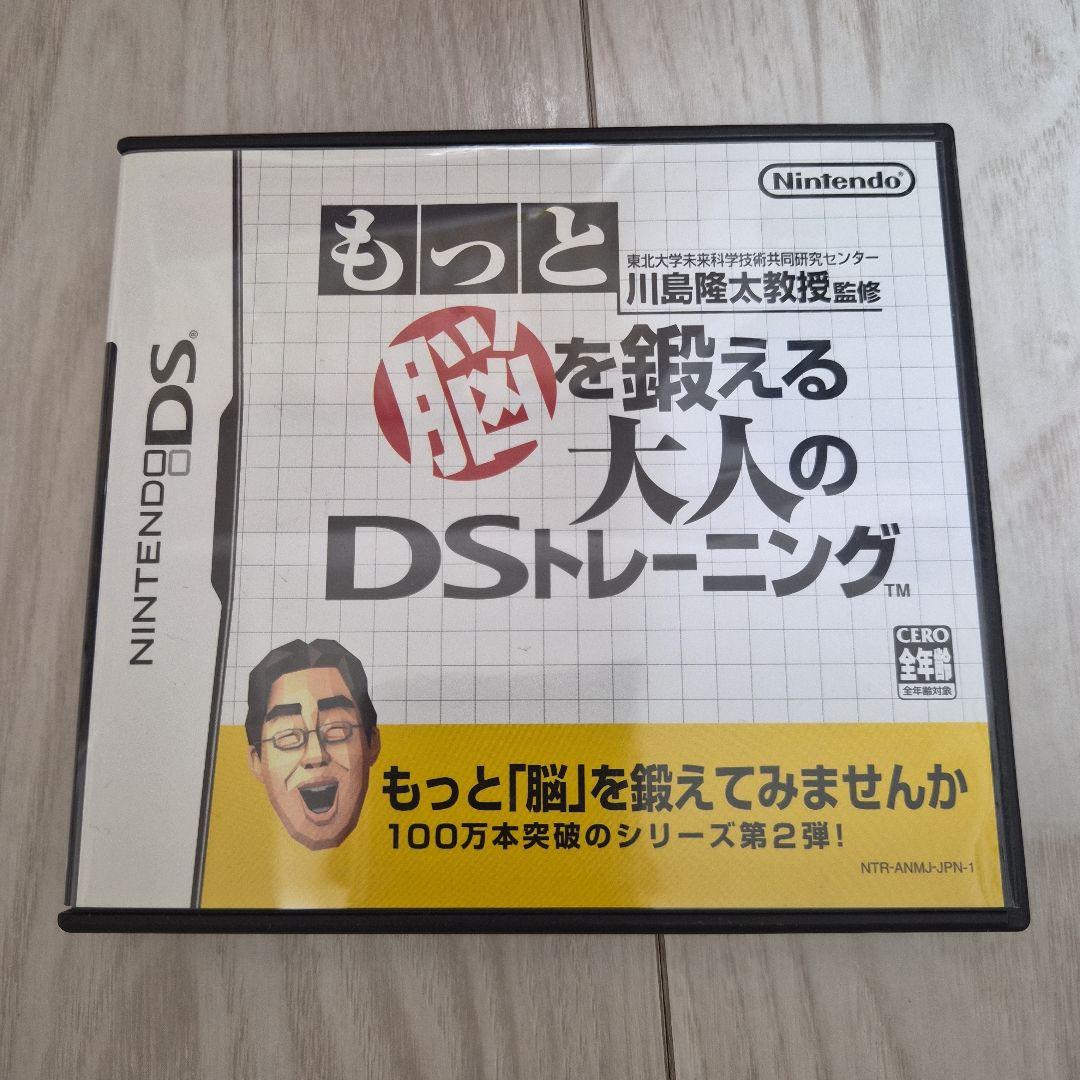 Nintendo®
もっと
東北大学未来科学技術共同研究センター
川島隆太教授監修
脳を鍛える
大人の
DSトレーニング™
NINTENDO DS®
CERO
全年齢
全年齢対象
もっと「脳」を鍛えてみませんか
100万本突破のシリーズ第2弾!
NTR-ANMJ-JPN-1